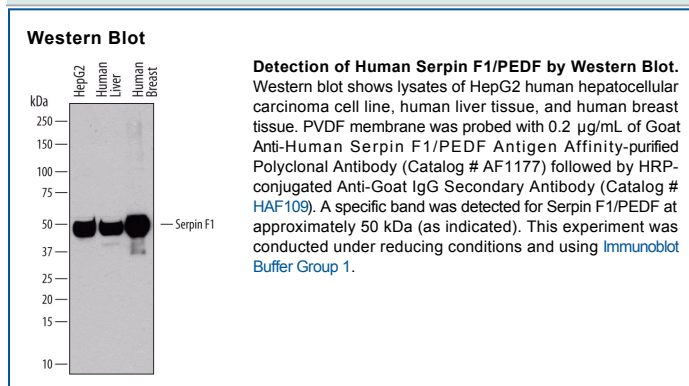 Western Blot
HepG2
Human
Liver
Human
Breast
kDa
250
150
100
75
50
37
25
20
15
10
Serpin F1
Detection of Human Serpin F1/PEDF by Western Blot.
Western blot shows lysates of HepG2 human hepatocellular
carcinoma cell line, human liver tissue, and human breast
tissue. PVDF membrane was probed with 0.2 µg/mL of Goat
Anti-Human Serpin F1/PEDF Antigen Affinity-purified
Polyclonal Antibody (Catalog # AF1177) followed by HRP-
conjugated Anti-Goat IgG Secondary Antibody (Catalog #
HAF109). A specific band was detected for Serpin F1/PEDF at
approximately 50 kDa (as indicated). This experiment was
conducted under reducing conditions and using Immunoblot
Buffer Group 1.